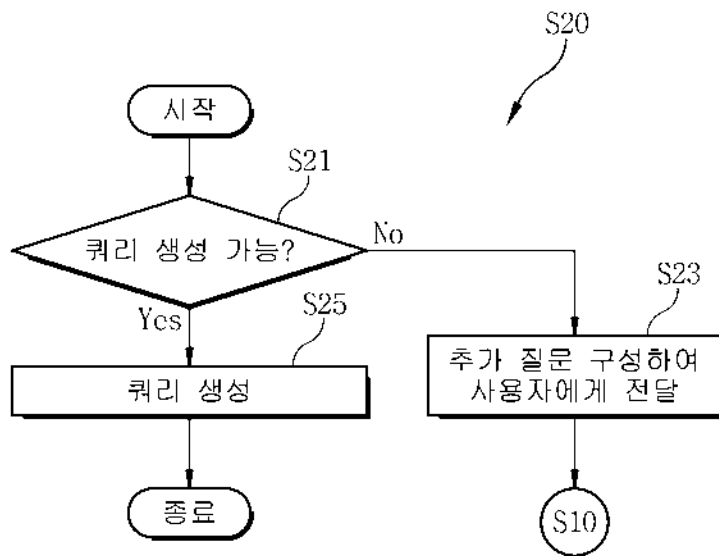 S20
시작
S21
쿼리 생성 가능?
No
Yes
S23
S25
추가 질문 구성하여
사용자에게 전달
쿼리 생성
종료
S10